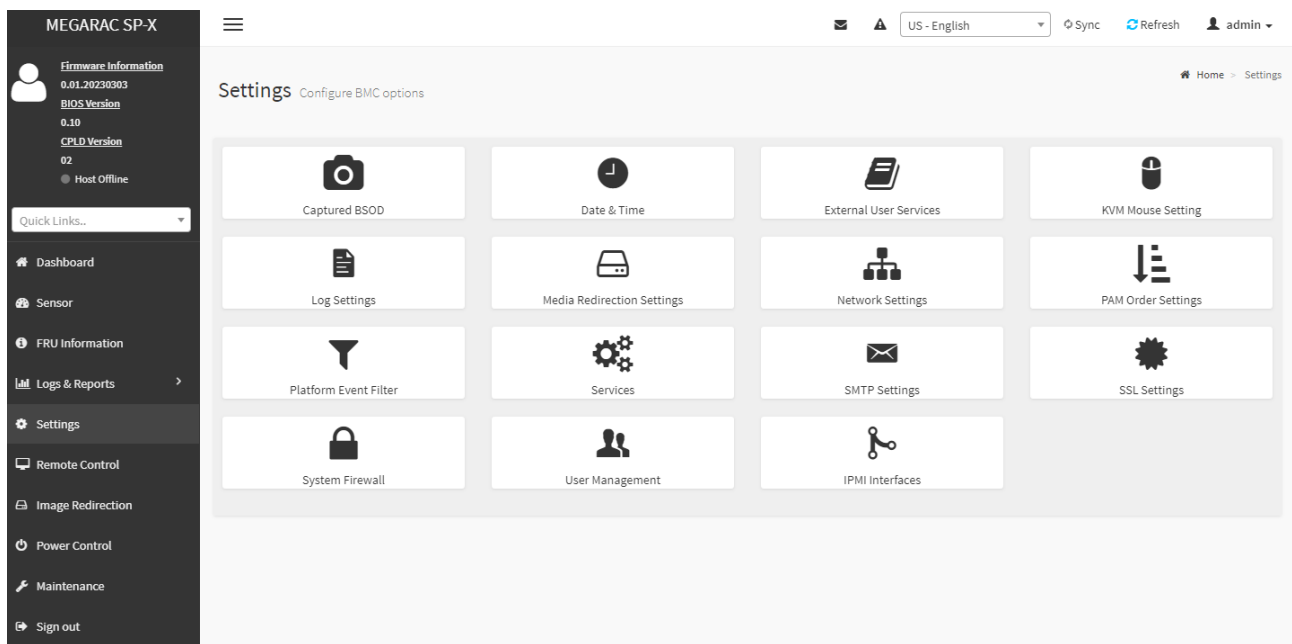 MEGARAC SP-X
US - English
Sync
Refresh
admin
Firmware Information
0.01.20230303
BIOS Version
0.10
CPLD Version
02
Host Offline
Quick Links..
Dashboard
Sensor
FRU Information
Logs & Reports
Settings
Remote Control
Image Redirection
Power Control
Maintenance
Sign out
Settings Configure BMC options
Home > Settings
Captured BSOD
Date & Time
External User Services
KVM Mouse Setting
Log Settings
Media Redirection Settings
Network Settings
PAM Order Settings
Platform Event Filter
Services
SMTP Settings
SSL Settings
System Firewall
User Management
IPMI Interfaces